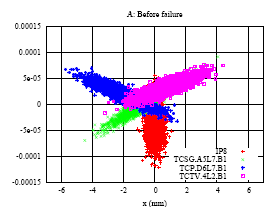 A: Before failure
0.00015
0.0001
5e-05
0
-5e-05
-0.0001
-0.00015
-6 -4 -2 0 2 4 6
x (mm)
IP8
TCSG.A5L7.B1
TCP.D6L7.B1
TCTV.4L2.B1